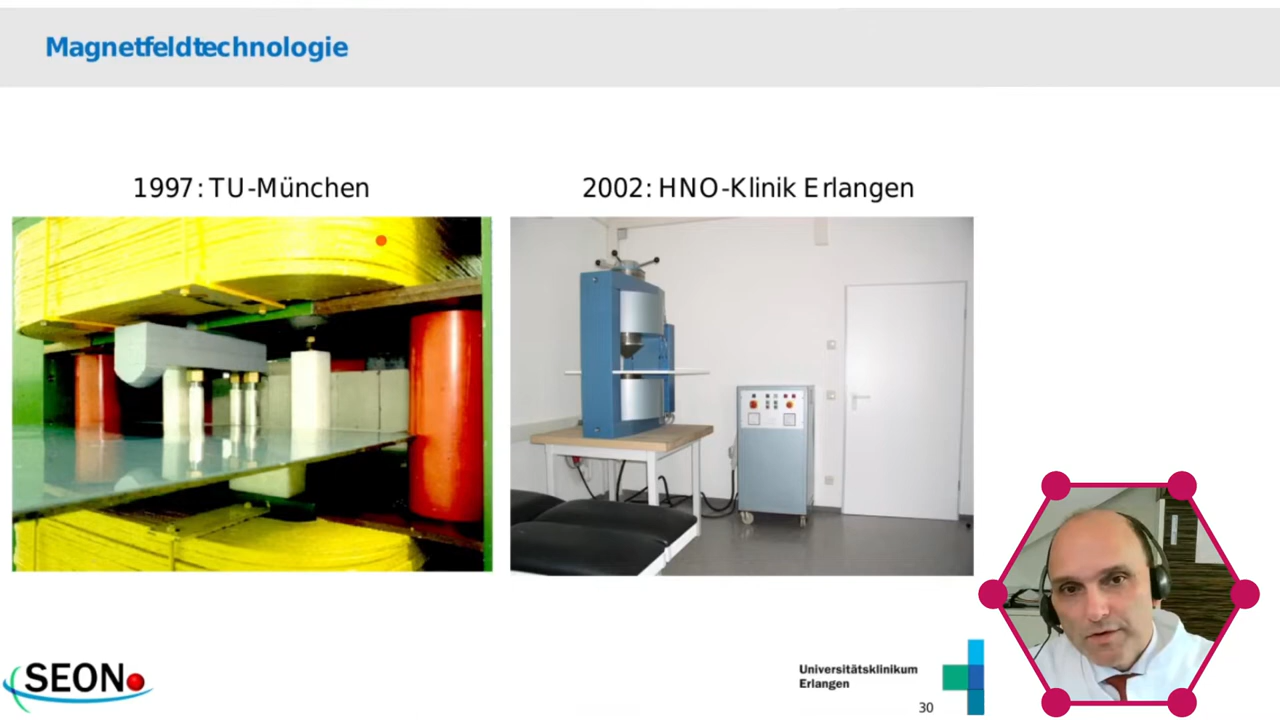 Magnetfeldtechnologie
1997: TU-München
2002: HNO-Klinik Erlangen
SEON
Universitätsklinikum
Erlangen
30